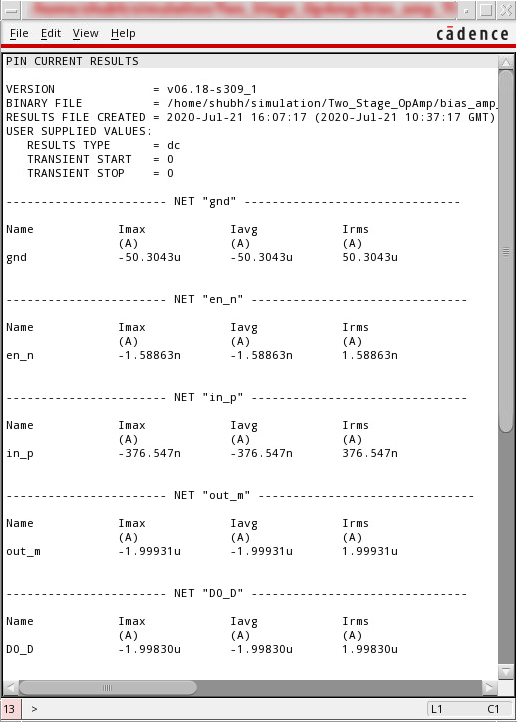 /home/shubh/simulation/Two_Stage_OpAmp/bias_amp_
File Edit View Help cādence
PIN CURRENT RESULTS
VERSION = v06.18-s309_1
BINARY FILE = /home/shubh/simulation/Two_Stage_OpAmp/bias_amp_
RESULTS FILE CREATED = 2020-Jul-21 16:07:17 (2020-Jul-21 10:37:17 GMT)
USER SUPPLIED VALUES:
RESULTS TYPE = dc
TRANSIENT START = 0
TRANSIENT STOP = 0
----------------------- NET "gnd" -------------------------------
Name Imax Iavg Irms
(A) (A) (A)
gnd -50.3043u -50.3043u 50.3043u
----------------------- NET "en_n" -------------------------------
Name Imax Iavg Irms
(A) (A) (A)
en_n -1.58863n -1.58863n 1.58863n
----------------------- NET "in_p" -------------------------------
Name Imax Iavg Irms
(A) (A) (A)
in_p -376.547n -376.547n 376.547n
----------------------- NET "out_m" -------------------------------
Name Imax Iavg Irms
(A) (A) (A)
out_m -1.99931u -1.99931u 1.99931u
----------------------- NET "D0_D" -------------------------------
Name Imax Iavg Irms
(A) (A) (A)
D0_D -1.99830u -1.99830u 1.99830u
13 > L1 C1